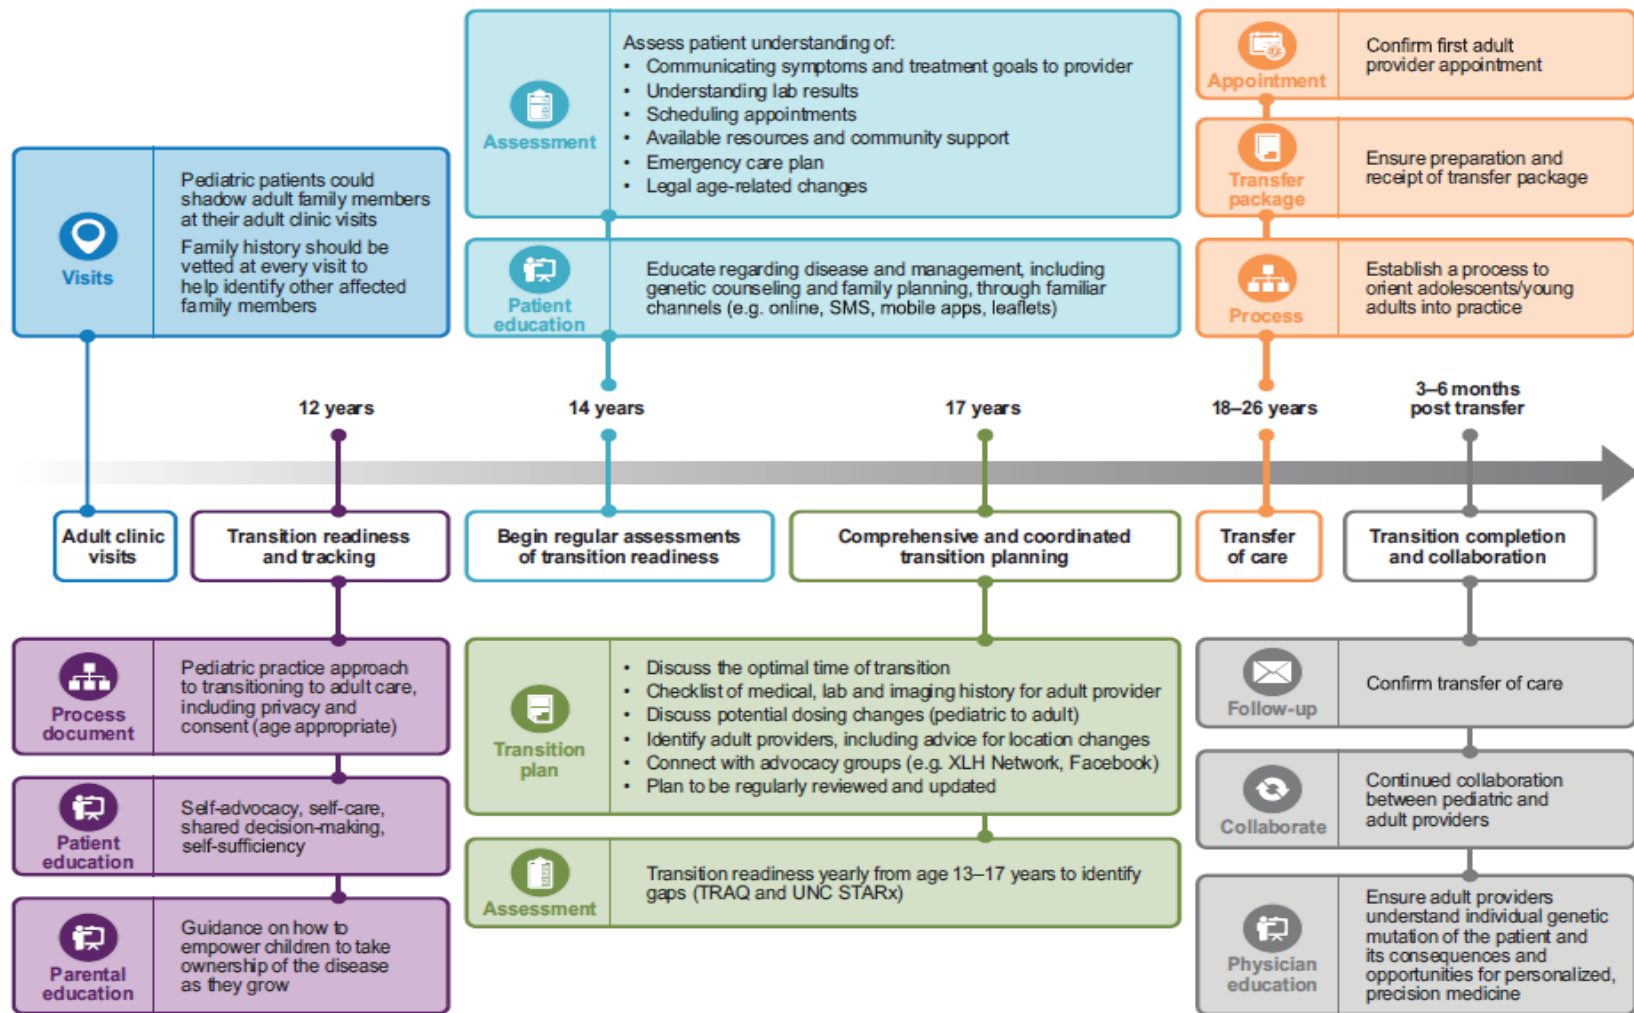 Visits
Pediatric patients could
shadow adult family members
at their adult clinic visits
Family history should be
vetted at every visit to
help identify other affected
family members
Assessment
Assess patient understanding of:
• Communicating symptoms and treatment goals to provider
• Understanding lab results
• Scheduling appointments
• Available resources and community support
• Emergency care plan
• Legal age-related changes
Patient
education
Educate regarding disease and management, including
genetic counseling and family planning, through familiar
channels (e.g. online, SMS, mobile apps, leaflets)
Appointment
Confirm first adult
provider appointment
Transfer
package
Ensure preparation and
receipt of transfer package
Process
Establish a process to
orient adolescents/young
adults into practice
12 years
14 years
17 years
18–26 years
3–6 months
post transfer
Adult clinic
visits
Transition readiness
and tracking
Begin regular assessments
of transition readiness
Comprehensive and coordinated
transition planning
Transfer
of care
Transition completion
and collaboration
Process
document
Pediatric practice approach
to transitioning to adult care,
including privacy and
consent (age appropriate)
Patient
education
Self-advocacy, self-care,
shared decision-making,
self-sufficiency
Parental
education
Guidance on how to
empower children to take
ownership of the disease
as they grow
Transition
plan
• Discuss the optimal time of transition
• Checklist of medical, lab and imaging history for adult provider
• Discuss potential dosing changes (pediatric to adult)
• Identify adult providers, including advice for location changes
• Connect with advocacy groups (e.g. XLH Network, Facebook)
• Plan to be regularly reviewed and updated
Assessment
Transition readiness yearly from age 13–17 years to identify
gaps (TRAQ and UNC STARx)
Follow-up
Confirm transfer of care
Collaborate
Continued collaboration
between pediatric and
adult providers
Physician
education
Ensure adult providers
understand individual genetic
mutation of the patient and
its consequences and
opportunities for personalized,
precision medicine